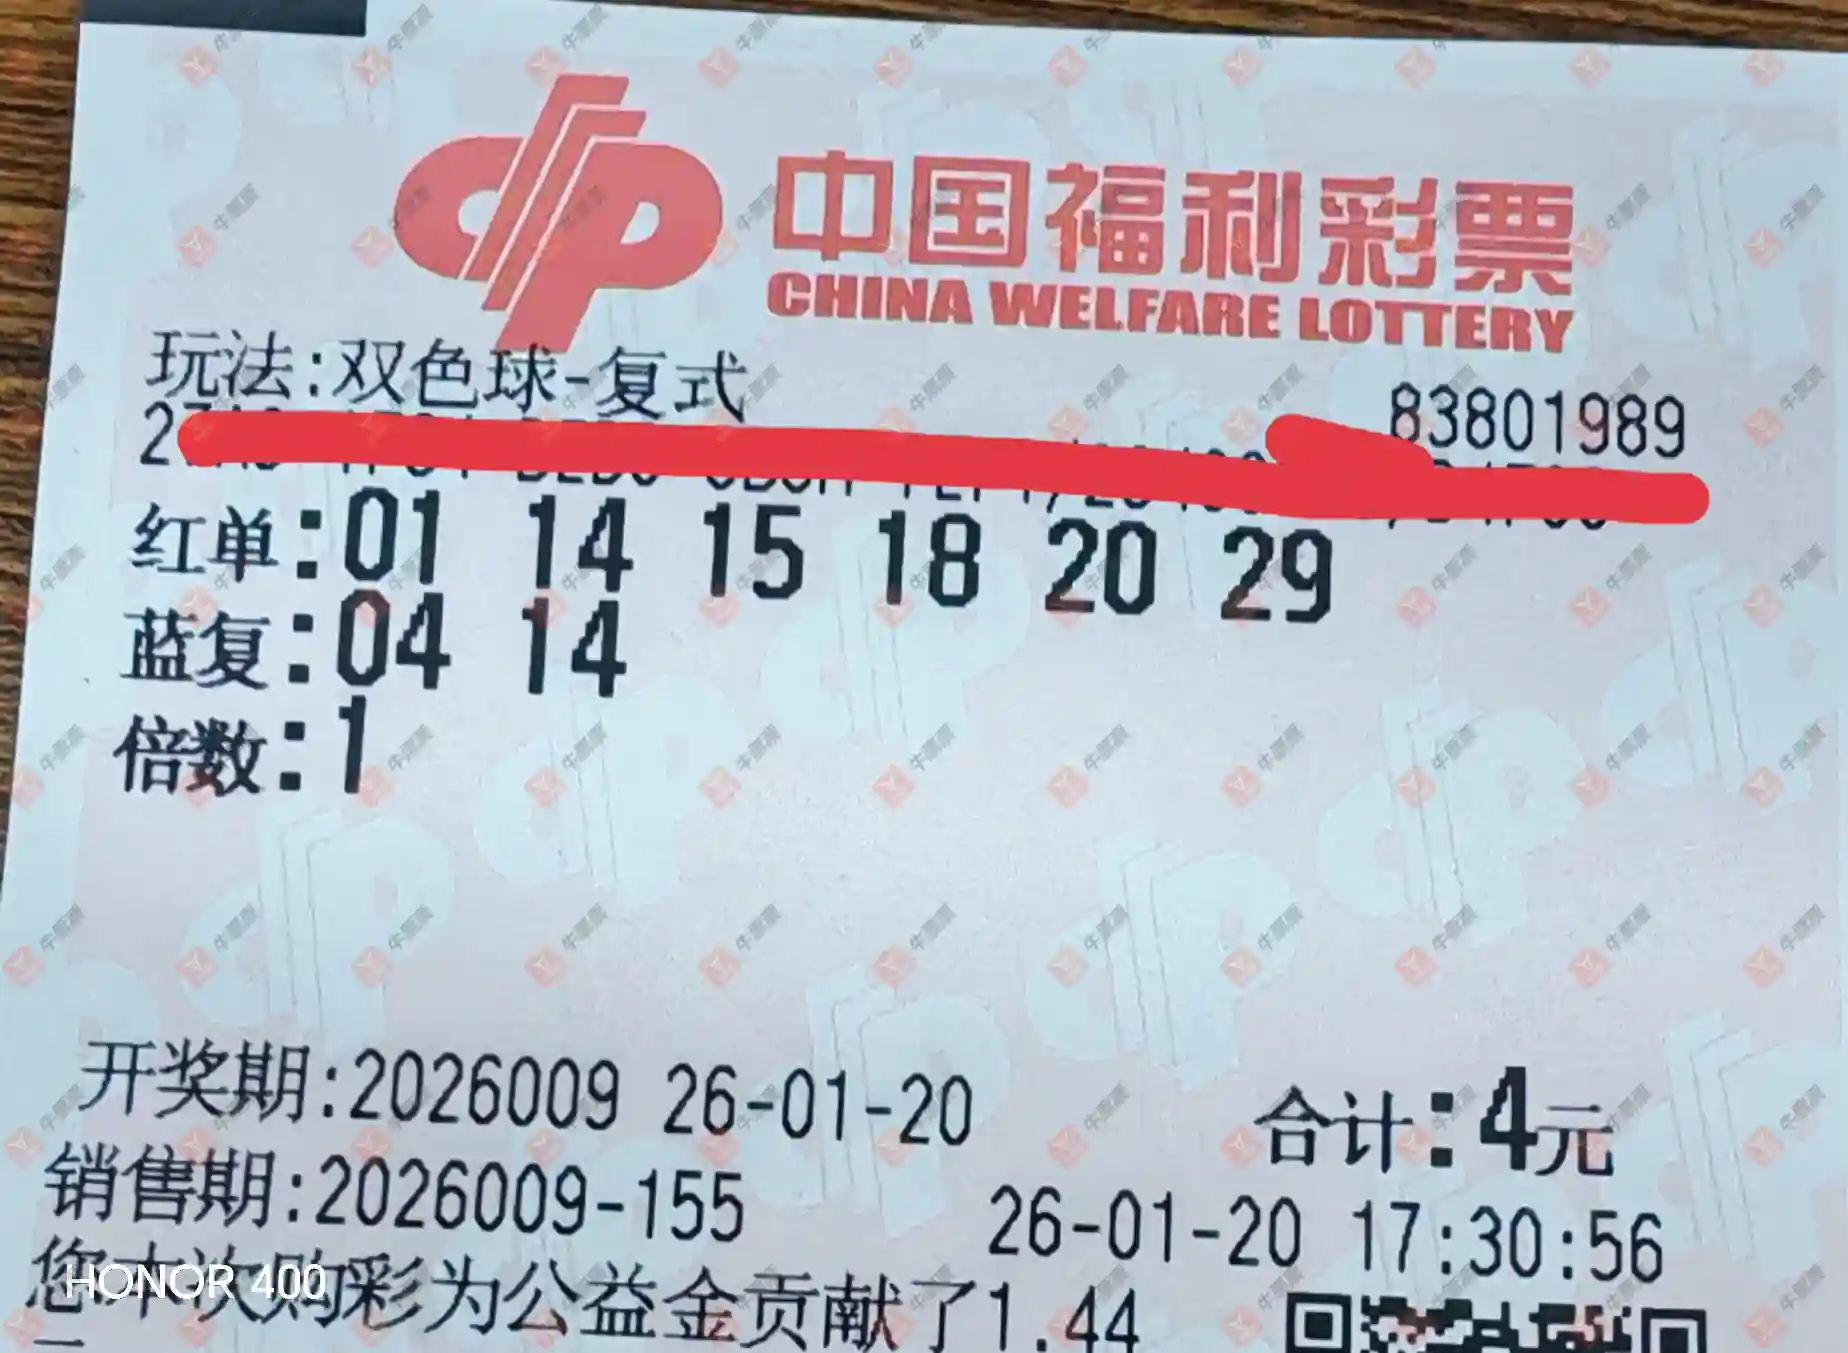 中国福利彩票
CHINA WELFARE LOTTERY
玩法:双色球-复式
83801989
红单:01 14 15 18 20 29
蓝复:04 14
倍数:1
开奖期:2026009 26-01-20 合计:4元
销售期:2026009-155 26-01-20 17:30:56
您本次购彩为公益金贡献了1.44
HONOR 400